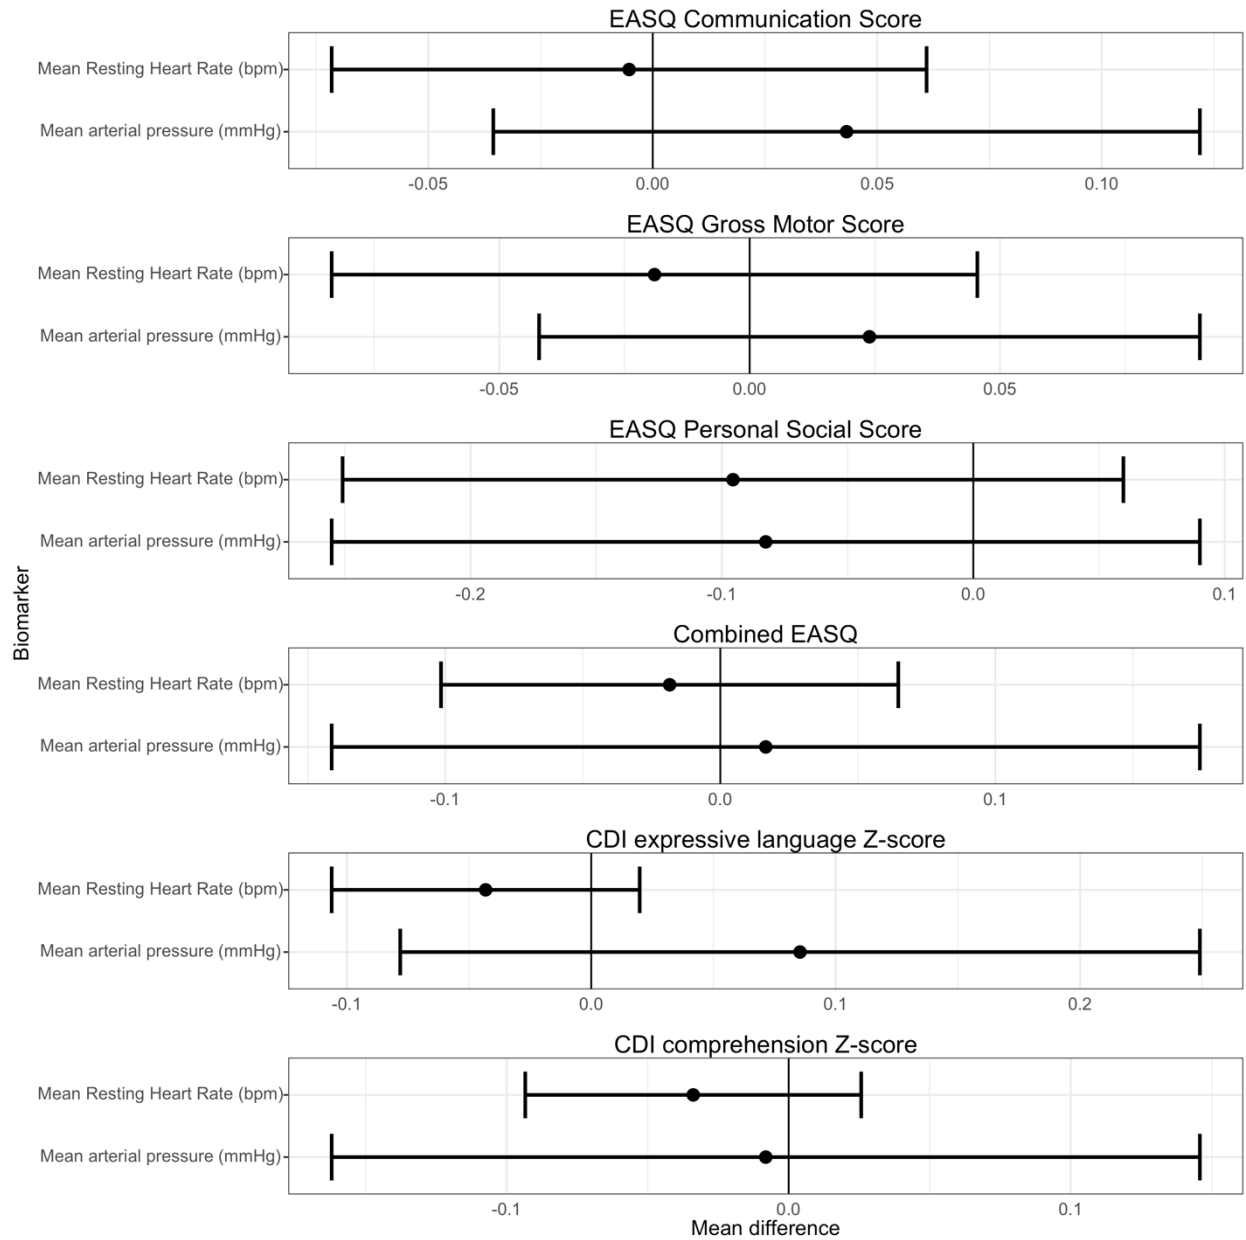 EASQ Communication Score
Mean Resting Heart Rate (bpm)
Mean arterial pressure (mmHg)
-0.05 0.00 0.05 0.10
EASQ Gross Motor Score
Mean Resting Heart Rate (bpm)
Mean arterial pressure (mmHg)
-0.05 0.00 0.05
EASQ Personal Social Score
Mean Resting Heart Rate (bpm)
Mean arterial pressure (mmHg)
-0.2 -0.1 0.0 0.1
Biomarker
Combined EASQ
Mean Resting Heart Rate (bpm)
Mean arterial pressure (mmHg)
-0.1 0.0 0.1
CDI expressive language Z-score
Mean Resting Heart Rate (bpm)
Mean arterial pressure (mmHg)
-0.1 0.0 0.1 0.2
CDI comprehension Z-score
Mean Resting Heart Rate (bpm)
Mean arterial pressure (mmHg)
-0.1 0.0 0.1
Mean difference